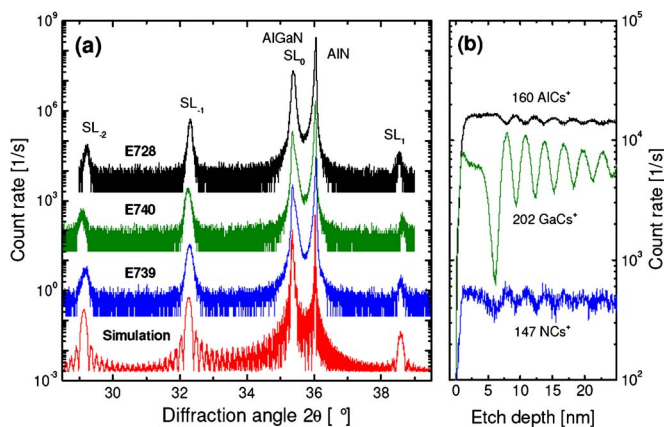 (a)
AlGaN
SL0
AlN
SL-2
SL-1
SL1
E728
E740
E739
Simulation
10^9
10^6
10^3
10^0
10^-3
Count rate [1/s]
30
32
34
36
38
Diffraction angle 2θ [ º]
(b)
160 AlCs+
202 GaCs+
147 NCs+
10^5
10^4
10^3
10^2
Count rate [1/s]
0
5
10
15
20
Etch depth [nm]